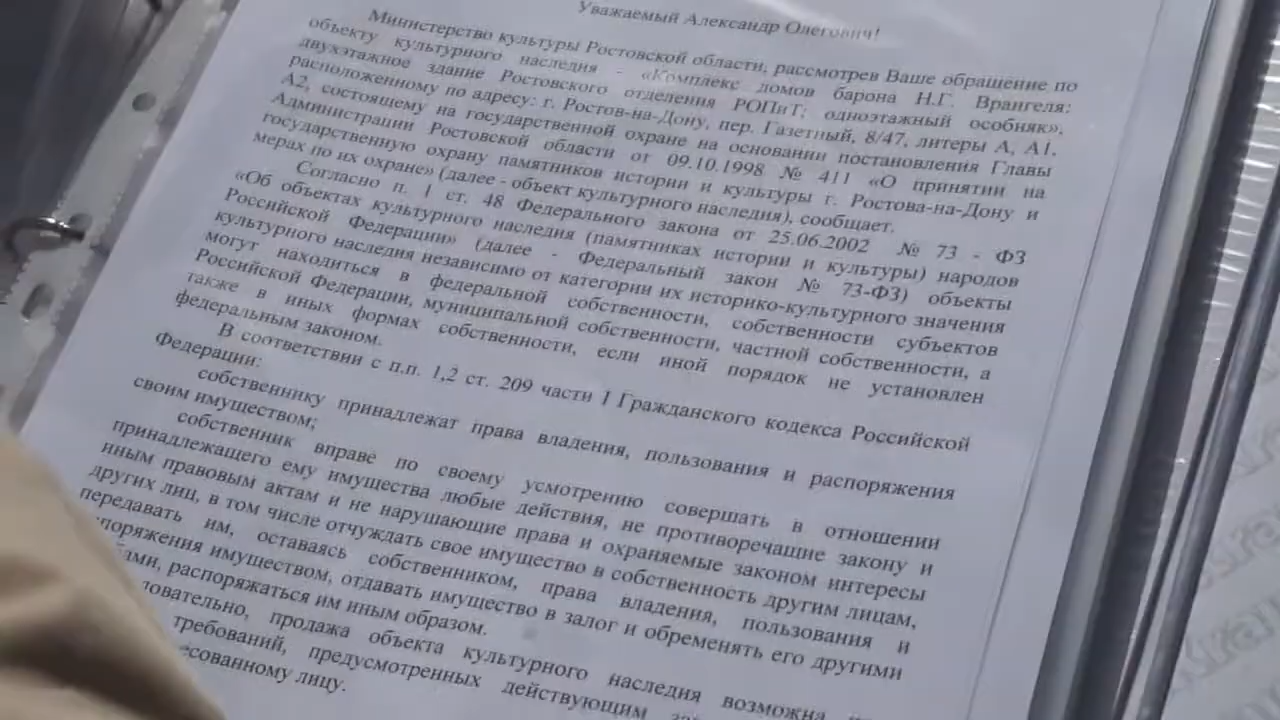 Уважаемый Александр Олегович!
Министерство культуры Ростовской области, рассмотрев Ваше обращение по
объекту культурного наследия - «Комплекс домов барона Н.Г. Врангеля:
двухэтажное здание Ростовского отделения РОПиТ; одноэтажный особняк»,
расположенному по адресу: г. Ростов-на-Дону, пер. Газетный, 8/47, литеры А, А1,
А2, состоящему на государственной охране на основании постановления Главы
Администрации Ростовской области от 09.10.1998 № 411 «О принятии на
государственную охрану памятников истории и культуры г. Ростова-на-Дону и
мерах по их охране» (далее - объект культурного наследия), сообщает.
Согласно п. 1 ст. 48 Федерального закона от 25.06.2002 № 73 - ФЗ
«Об объектах культурного наследия (памятниках истории и культуры) народов
Российской Федерации» (далее - Федеральный закон № 73-ФЗ) объекты
культурного наследия независимо от категории их историко-культурного значения
могут находиться в федеральной собственности, собственности субъектов
Российской Федерации, муниципальной собственности, частной собственности, а
также в иных формах собственности, если иной порядок не установлен
федеральным законом.
В соответствии с п.п. 1,2 ст. 209 части 1 Гражданского кодекса Российской
Федерации:
собственнику принадлежат права владения, пользования и распоряжения
своим имуществом;
собственник вправе по своему усмотрению совершать в отношении
принадлежащего ему имущества любые действия, не противоречащие закону и
иным правовым актам и не нарушающие права и охраняемые законом интересы
других лиц, в том числе отчуждать свое имущество в собственность другим лицам,
передавать им, оставаясь собственником, права владения, пользования и
поряжения имуществом, отдавать имущество в залог и обременять его другими
бами, распоряжаться им иным образом.
довательно, продажа объекта культурного наследия возможна
требований, предусмотренных действующим
есованному лицу.